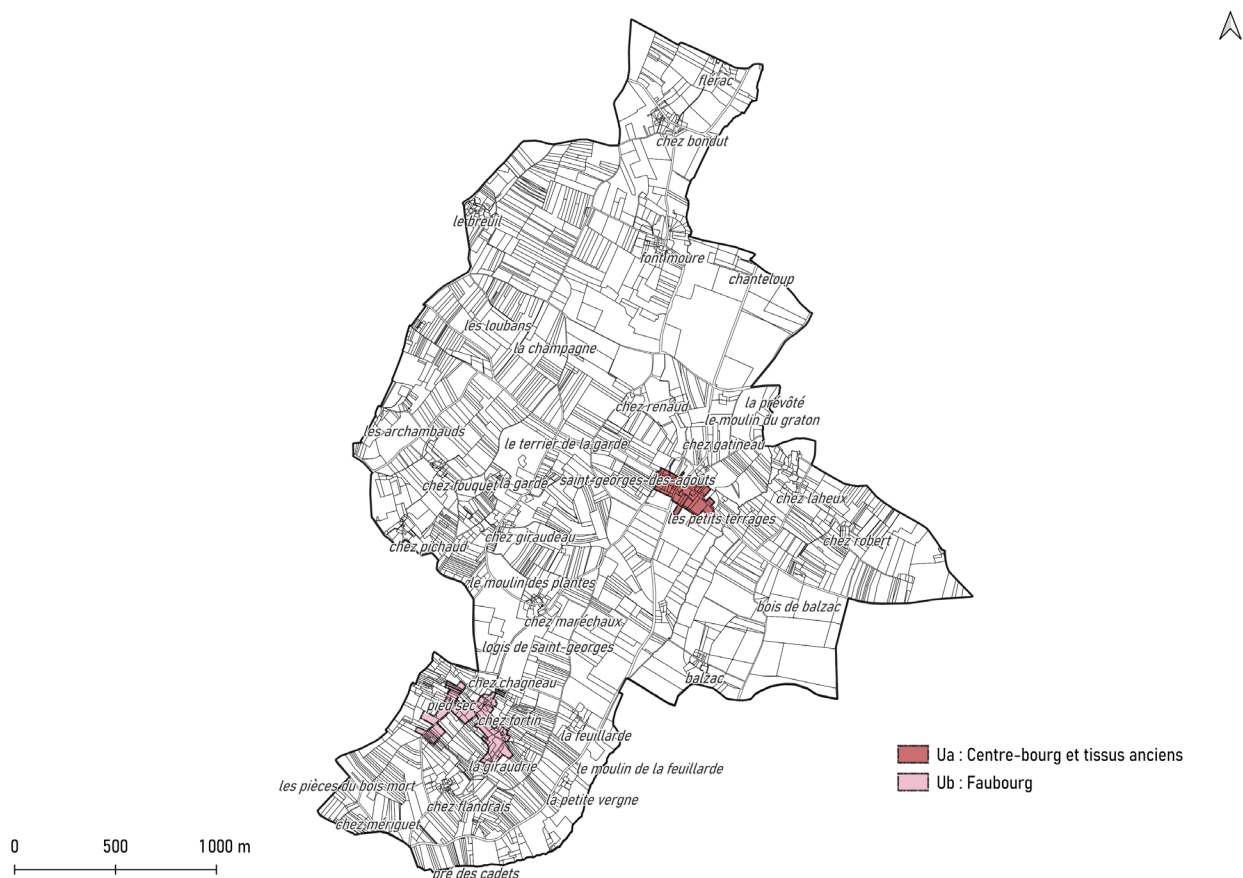 flérac
chez bondut
le breuil
font moure
chanteloup
les loubans
la champagne
chez renaud
la prévôté
le moulin du graton
les archambauds
le terrier de la garde
chez gatineau
chez fouquet
la garde
saint-georges-des-agouts
chez laheux
les petits terrages
chez pichaud
chez giraudeau
chez robert
le moulin des plantes
bois de balzac
chez maréchaux
logis de saint-georges
chez chagneau
balzac
pied sec
chez fortin
la feuillarde
la giraudrie
le moulin de la feuillarde
les pièces du bois mort
chez flandrais
la petite vergne
chez mériguet
pré des cadets
Ua : Centre-bourg et tissus anciens
Ub : Faubourg
0 500 1000 m